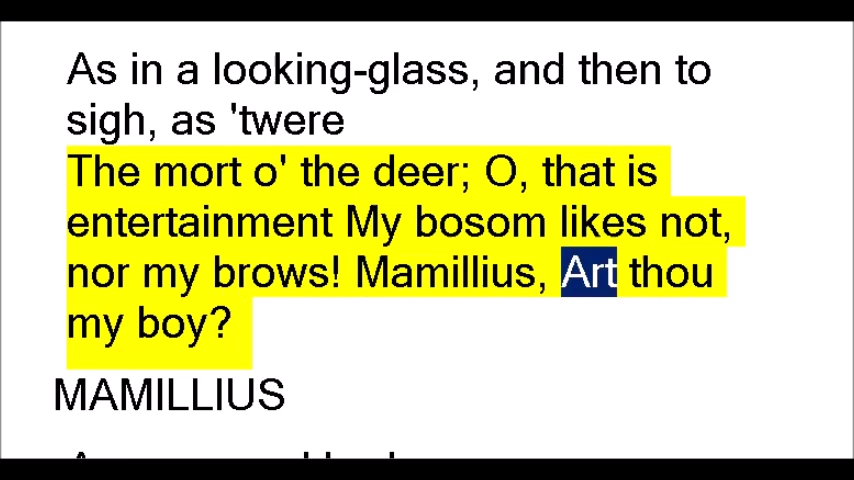 As in a looking-glass, and then to
sigh, as 'twere
The mort o' the deer; O, that is
entertainment My bosom likes not,
nor my brows! Mamillius, Art thou
my boy?
MAMILLIUS